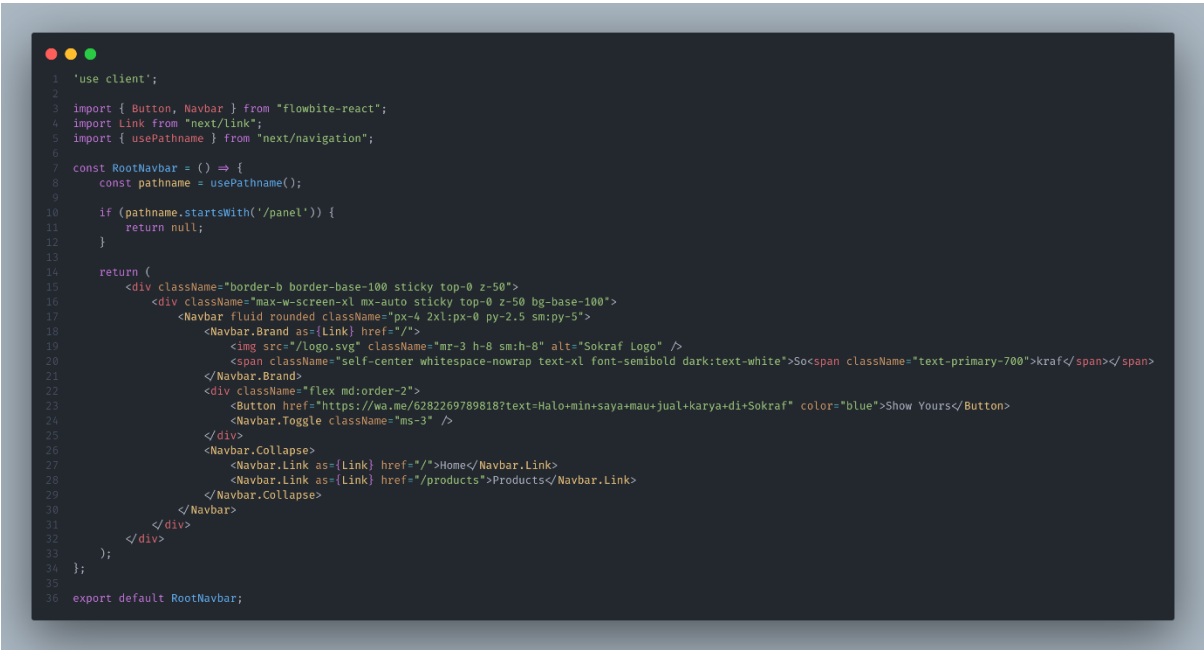 1 'use client';
2
3 import { Button, Navbar } from "flowbite-react";
4 import Link from "next/link";
5 import { usePathname } from "next/navigation";
6
7 const RootNavbar = () => {
8     const pathname = usePathname();
9
10     if (pathname.startsWith('/panel')) {
11         return null;
12     }
13
14     return (
15         <div className="border-b border-base-100 sticky top-0 z-50">
16             <div className="max-w-screen-xl mx-auto sticky top-0 z-50 bg-base-100">
17                 <Navbar fluid rounded className="px-4 2xl:px-0 py-2.5 sm:py-5">
18                     <Navbar.Brand as={Link} href="/">
19                         <img src="/logo.svg" className="mr-3 h-8 sm:h-8" alt="Sokraf Logo" />
20                         <span className="self-center whitespace-nowrap text-xl font-semibold dark:text-white">So<span className="text-primary-700">kraf</span></span>
21                     </Navbar.Brand>
22                     <div className="flex md:order-2">
23                         <Button href="https://wa.me/6282269789818?text=Halo+min+saya+mau+jual+karya+di+Sokraf" color="blue">Show Yours</Button>
24                         <Navbar.Toggle className="ms-3" />
25                     </div>
26                     <Navbar.Collapse>
27                         <Navbar.Link as={Link} href="/">Home</Navbar.Link>
28                         <Navbar.Link as={Link} href="/products">Products</Navbar.Link>
29                     </Navbar.Collapse>
30                 </Navbar>
31             </div>
32         </div>
33     );
34 };
35
36 export default RootNavbar;